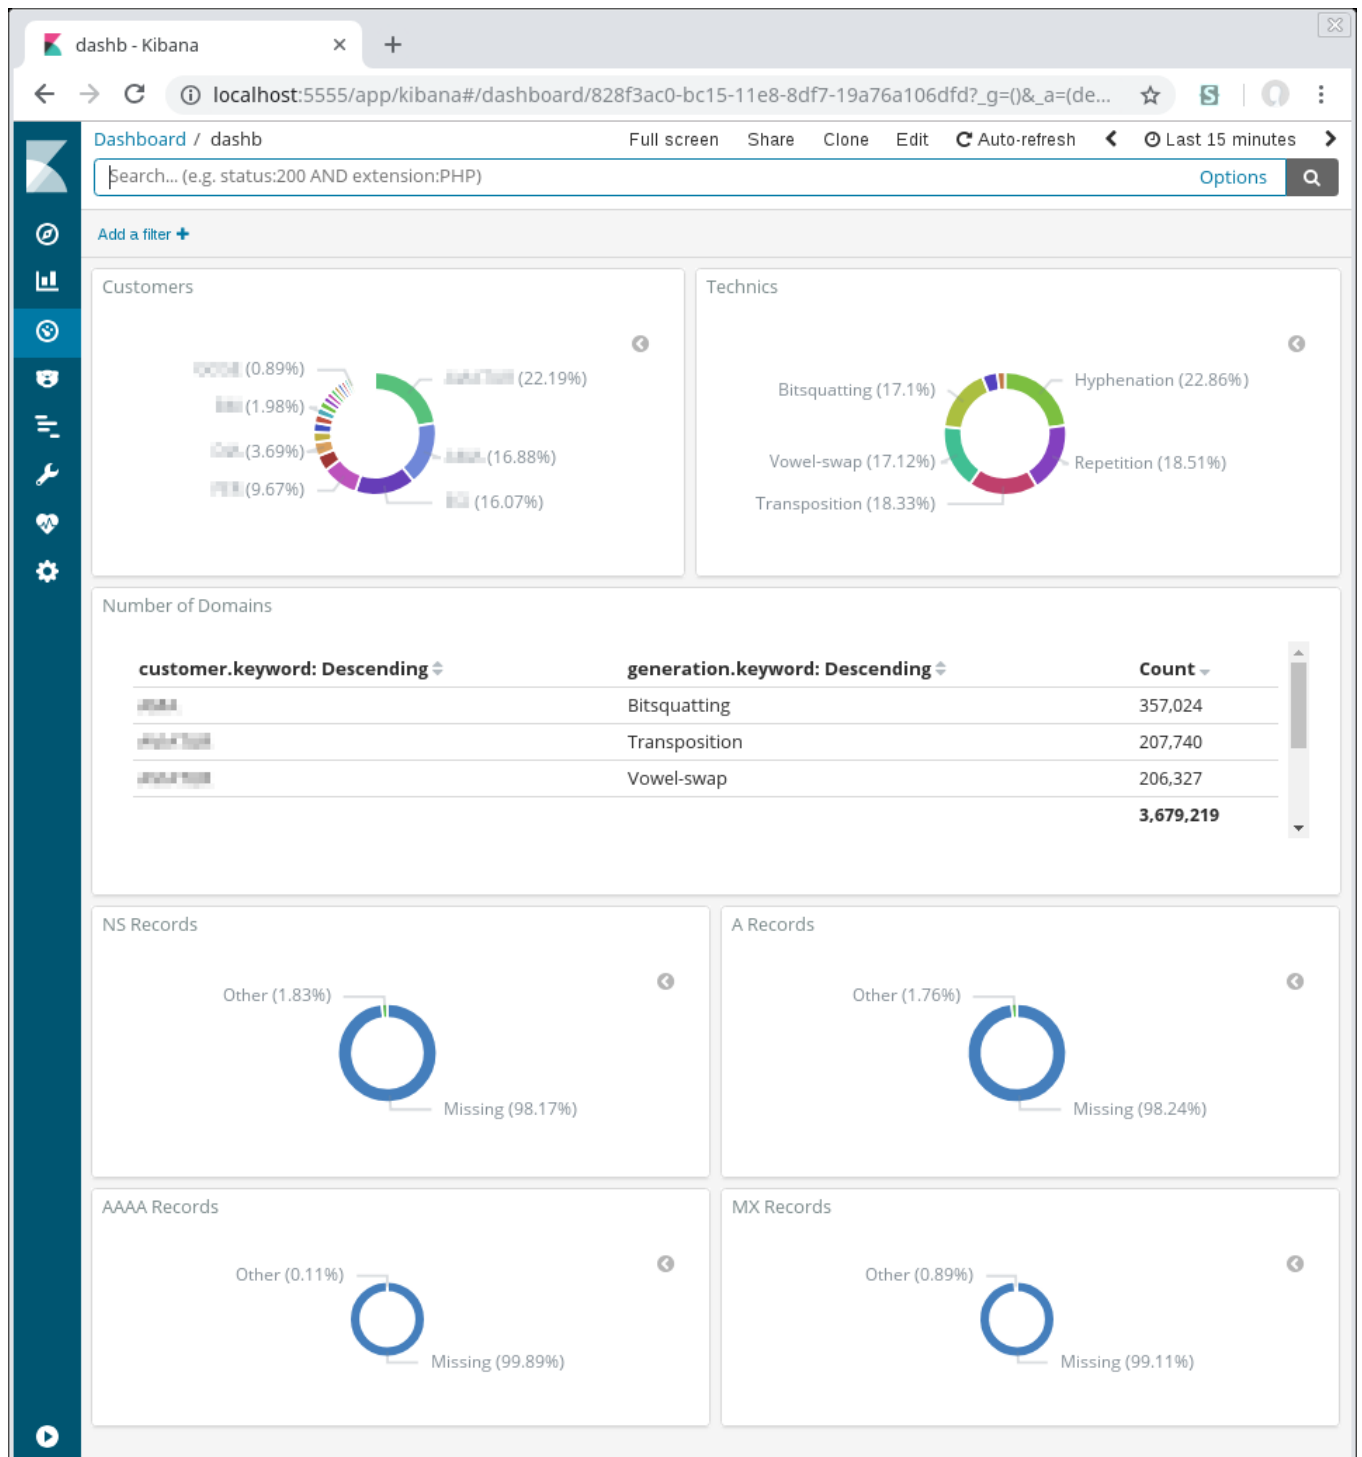 dashb - Kibana
localhost:5555/app/kibana#/dashboard/828f3ac0-bc15-11e8-8df7-19a76a106dfd?_g=()&_a=(de...
Dashboard / dashb Full screen Share Clone Edit Auto-refresh Last 15 minutes
Search... (e.g. status:200 AND extension:PHP) Options
Add a filter
Customers
(0.89%)
(22.19%)
(1.98%)
(3.69%)
(16.88%)
(9.67%)
(16.07%)
Technics
Hyphenation (22.86%)
Bitsquatting (17.1%)
Vowel-swap (17.12%)
Repetition (18.51%)
Transposition (18.33%)
Number of Domains
customer.keyword: Descending generation.keyword: Descending Count
Bitsquatting 357,024
Transposition 207,740
Vowel-swap 206,327
3,679,219
NS Records
Other (1.83%)
Missing (98.17%)
A Records
Other (1.76%)
Missing (98.24%)
AAAA Records
Other (0.11%)
Missing (99.89%)
MX Records
Other (0.89%)
Missing (99.11%)